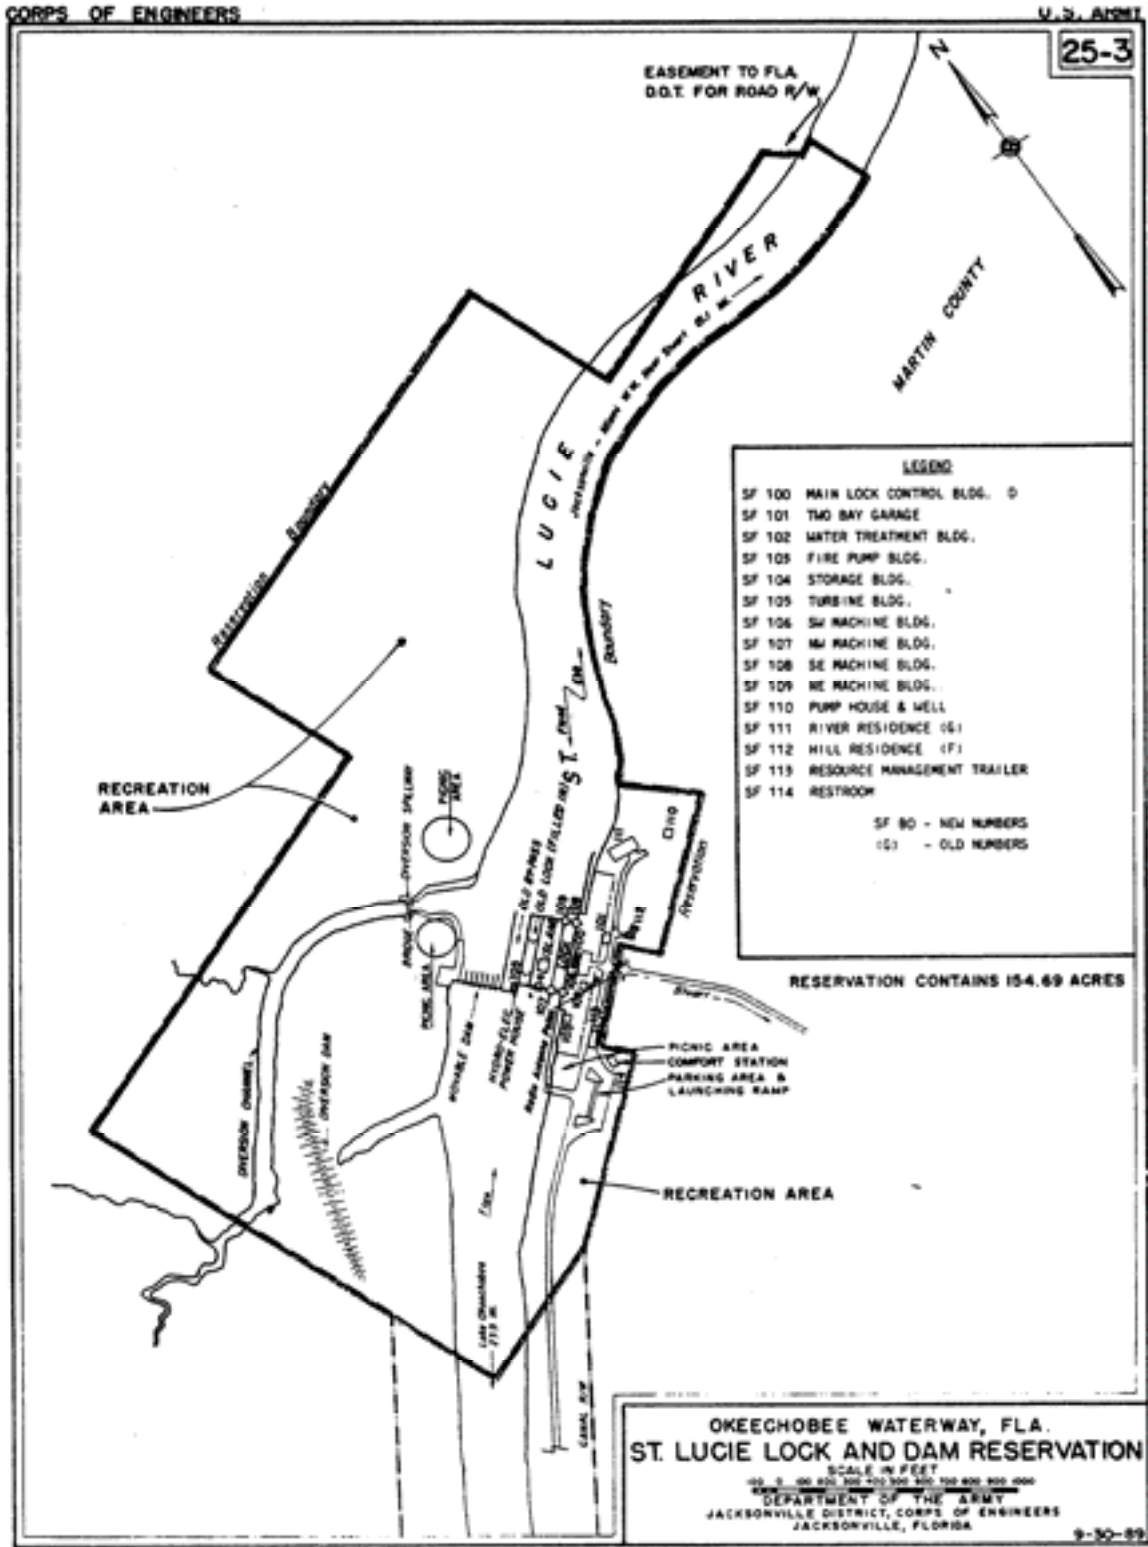 CORPS OF ENGINEERS
U.S. ARMY
25-3
EASEMENT TO FLA.
D.O.T. FOR ROAD R/W
N
MARTIN COUNTY
RIVER
LUCIE
ST.
Boundary
Reservation
Boundary
Reservation
RECREATION
AREA
PICNIC
AREA
DIVERSION SPILLWAY
OLD BY-PASS
PICNIC AREA
MOVABLE DAM
HYDRO-ELEC.
POWER HOUSE
DIVERSION CHANNEL
DIVERSION DAM
Flow
Lake Okeechobee
CANAL R/W
Stuart
PICNIC AREA
COMFORT STATION
PARKING AREA &
LAUNCHING RAMP
RECREATION AREA
LEGEND
SF 100 MAIN LOCK CONTROL BLDG. D
SF 101 TWO BAY GARAGE
SF 102 WATER TREATMENT BLDG.
SF 103 FIRE PUMP BLDG.
SF 104 STORAGE BLDG.
SF 105 TURBINE BLDG.
SF 106 SW MACHINE BLDG.
SF 107 NW MACHINE BLDG.
SF 108 SE MACHINE BLDG.
SF 109 NE MACHINE BLDG.
SF 110 PUMP HOUSE & WELL
SF 111 RIVER RESIDENCE (G)
SF 112 HILL RESIDENCE (F)
SF 113 RESOURCE MANAGEMENT TRAILER
SF 114 RESTROOM
SF 80 - NEW NUMBERS
(G) - OLD NUMBERS
RESERVATION CONTAINS 154.69 ACRES
OKEECHOBEE WATERWAY, FLA.
ST. LUCIE LOCK AND DAM RESERVATION
SCALE IN FEET
DEPARTMENT OF THE ARMY
JACKSONVILLE DISTRICT, CORPS OF ENGINEERS
JACKSONVILLE, FLORIDA
9-30-89